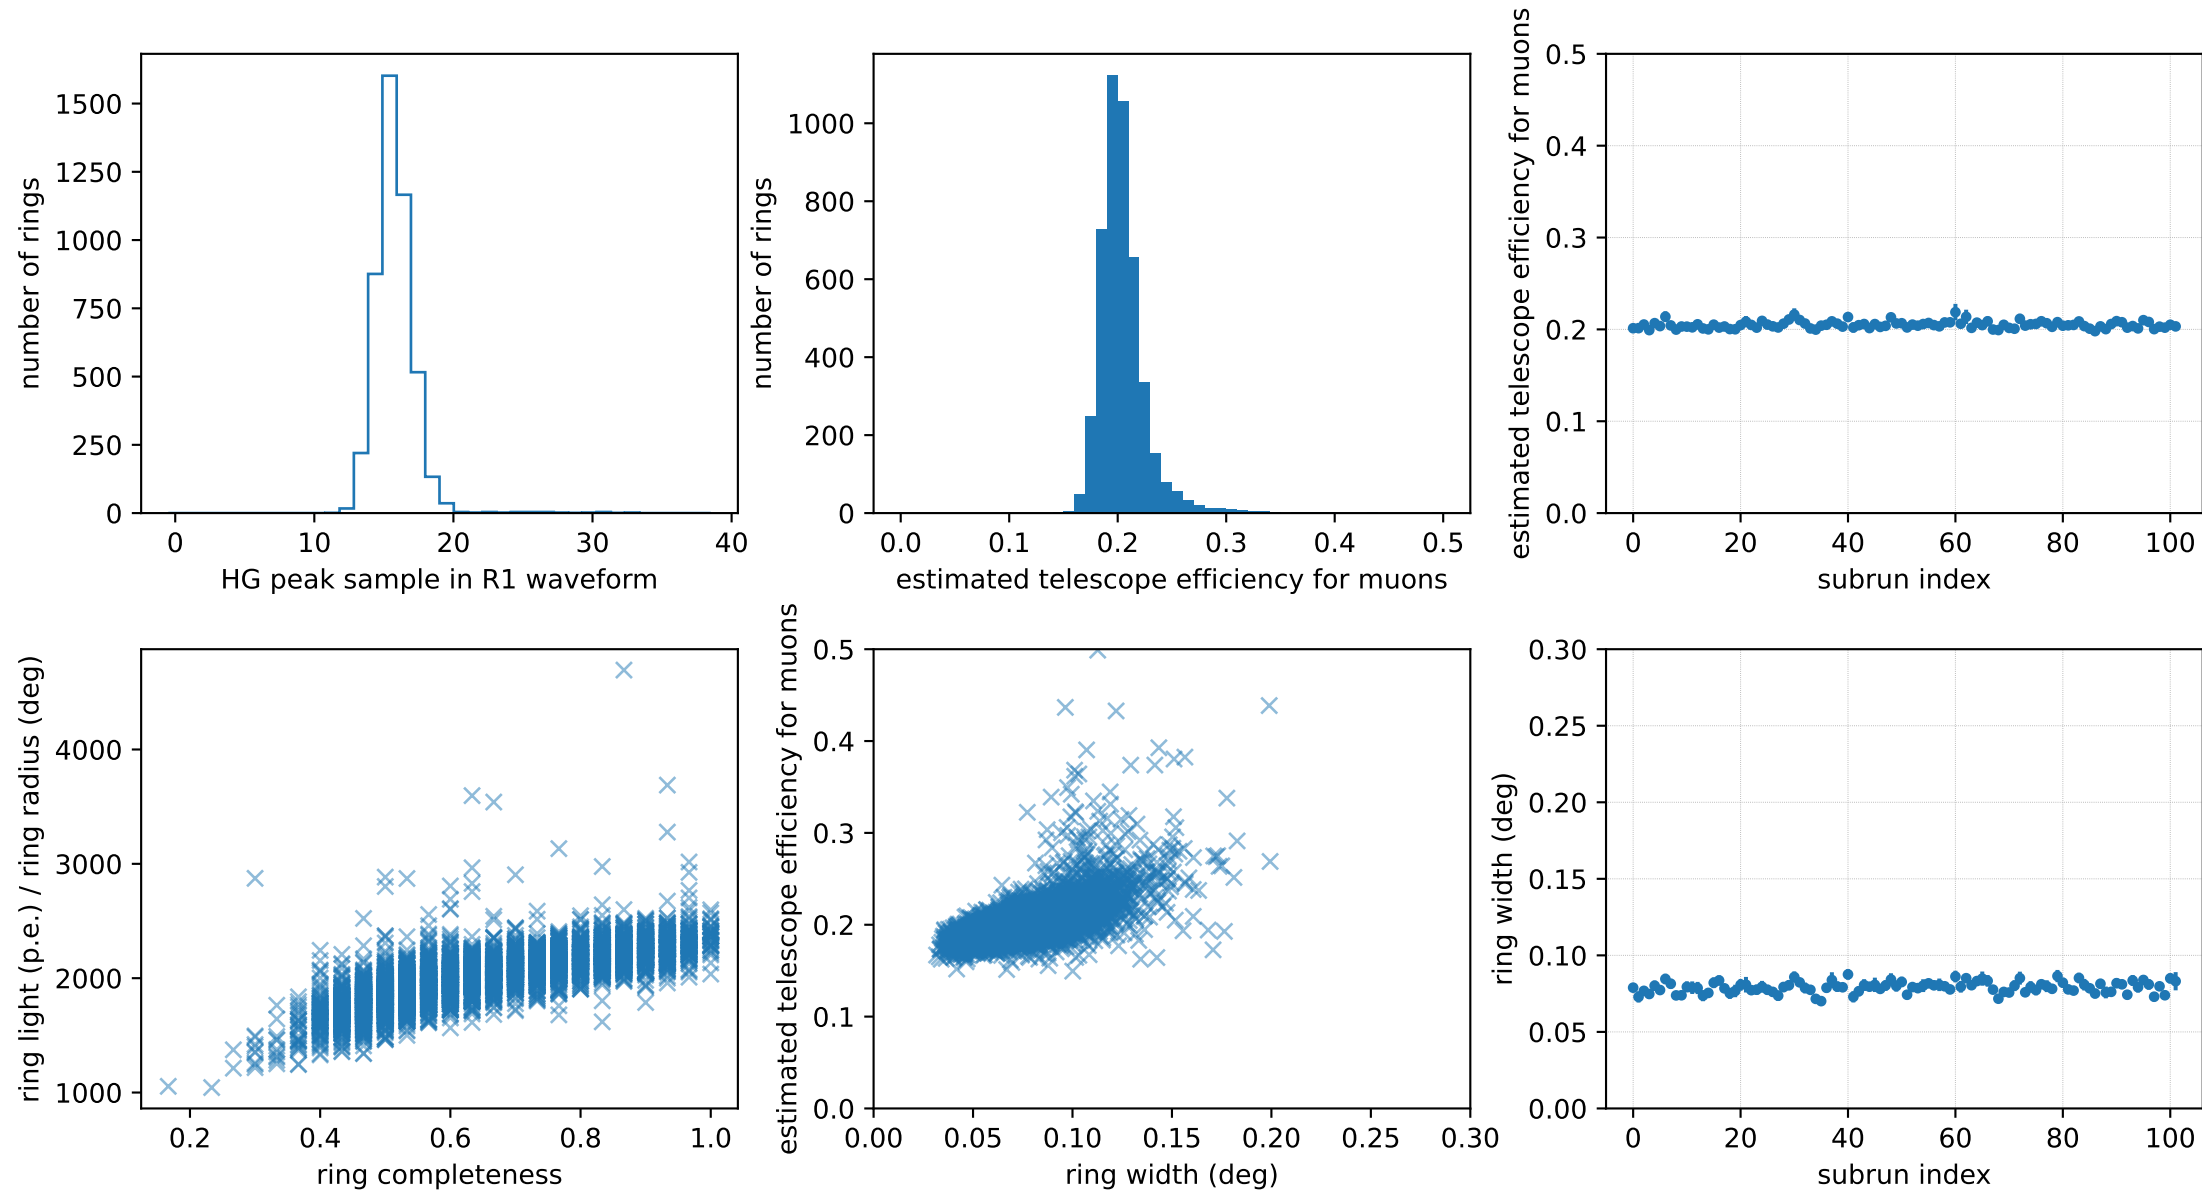 number of rings
1500
1250
1000
750
500
250
0
0 10 20 30 40
HG peak sample in R1 waveform
number of rings
1000
800
600
400
200
0
0.0 0.1 0.2 0.3 0.4 0.5
estimated telescope efficiency for muons
estimated telescope efficiency for muons
0.5
0.4
0.3
0.2
0.1
0.0
0 20 40 60 80 100
subrun index
ring light (p.e.) / ring radius (deg)
4000
3000
2000
1000
0.2 0.4 0.6 0.8 1.0
ring completeness
estimated telescope efficiency for muons
0.5
0.4
0.3
0.2
0.1
0.0
0.00 0.05 0.10 0.15 0.20 0.25 0.30
ring width (deg)
ring width (deg)
0.30
0.25
0.20
0.15
0.10
0.05
0.00
0 20 40 60 80 100
subrun index